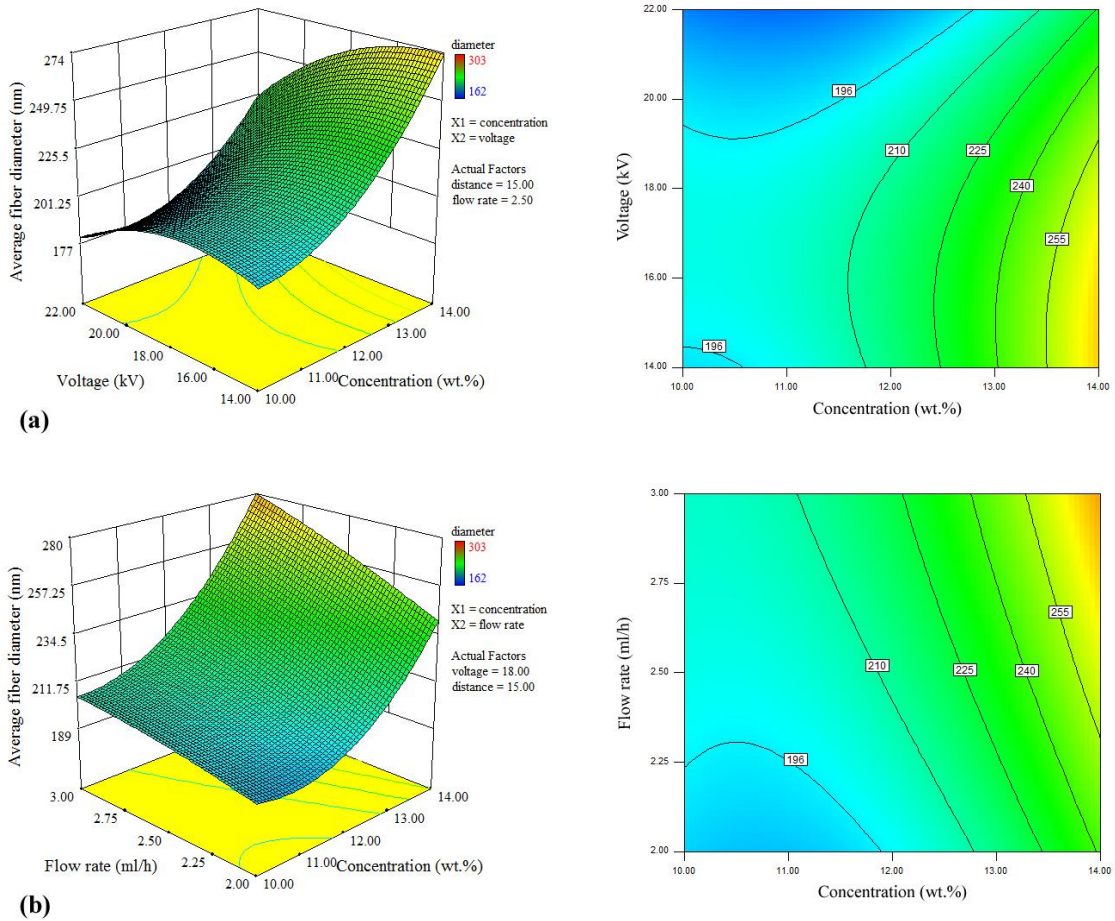 274
249.75
225.5
201.25
177
Average fiber diameter (nm)
22.00
20.00
18.00
16.00
14.00
Voltage (kV)
10.00
11.00
12.00
13.00
14.00
Concentration (wt.%)
diameter
303
162
X1 = concentration
X2 = voltage
Actual Factors
distance = 15.00
flow rate = 2.50
22.00
20.00
18.00
16.00
14.00
Voltage (kV)
196
210
225
240
255
196
10.00 11.00 12.00 13.00 14.00
Concentration (wt.%)
(a)
280
257.25
234.5
211.75
189
Average fiber diameter (nm)
3.00
2.75
2.50
2.25
2.00
Flow rate (ml/h)
10.00
11.00
12.00
13.00
14.00
Concentration (wt.%)
diameter
303
162
X1 = concentration
X2 = flow rate
Actual Factors
voltage = 18.00
distance = 15.00
3.00
2.75
2.50
2.25
2.00
Flow rate (ml/h)
255
210
225
240
196
10.00 11.00 12.00 13.00 14.00
Concentration (wt.%)
(b)